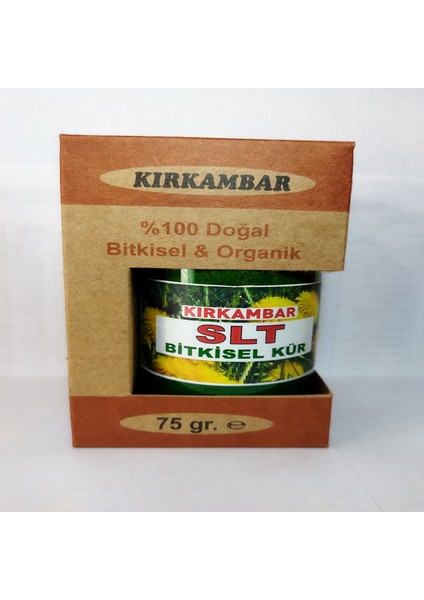 KIRKAMBAR
%100 Doğal
Bitkisel & Organik
KIRKAMBAR
SLT
BİTKİSEL KÜR
75 gr. ℮